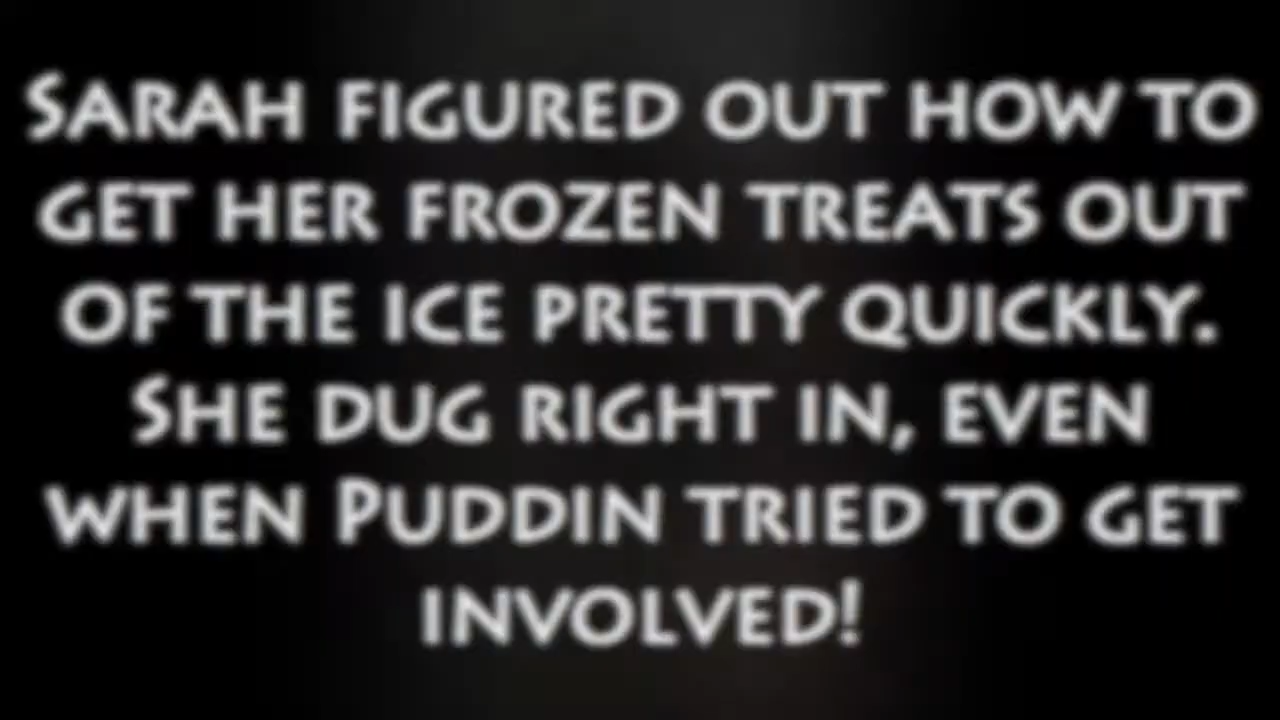 Sarah figured out how to
get her frozen treats out
of the ice pretty quickly.
She dug right in, even
when Puddin tried to get
involved!